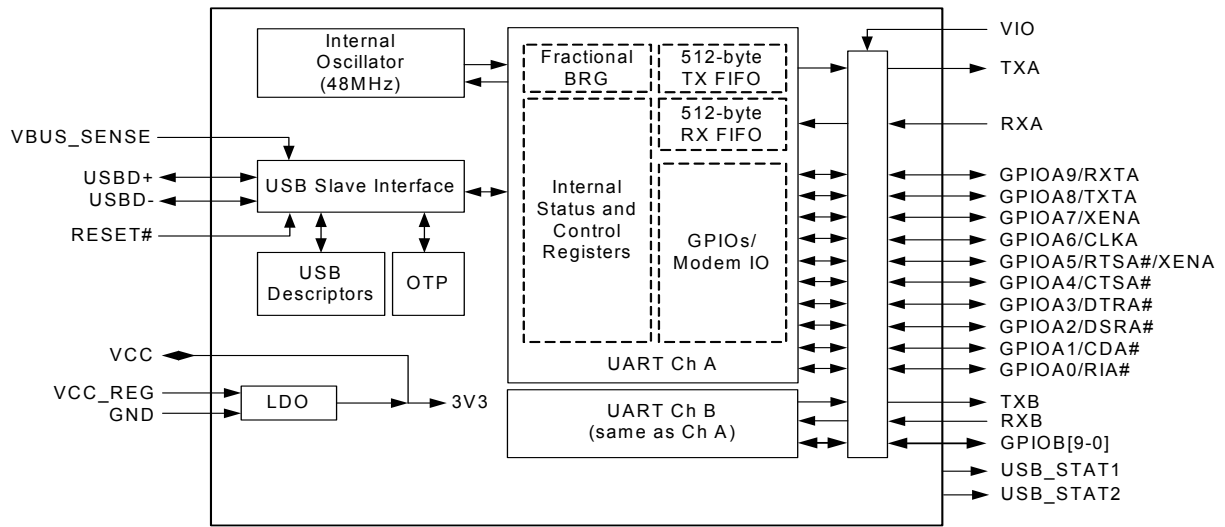 Internal
Oscillator
(48MHz)
VBUS_SENSE
USBD+
USBD-
RESET#
USB Slave Interface
USB
Descriptors
OTP
VCC
VCC_REG
GND
LDO
3V3
Fractional
BRG
512-byte
TX FIFO
512-byte
RX FIFO
Internal
Status and
Control
Registers
GPIOs/
Modem IO
UART Ch A
UART Ch B
(same as Ch A)
VIO
TXA
RXA
GPIOA9/RXTA
GPIOA8/TXTA
GPIOA7/XENA
GPIOA6/CLKA
GPIOA5/RTSA#/XENA
GPIOA4/CTSA#
GPIOA3/DTRA#
GPIOA2/DSRA#
GPIOA1/CDA#
GPIOA0/RIA#
TXB
RXB
GPIOB[9-0]
USB_STAT1
USB_STAT2